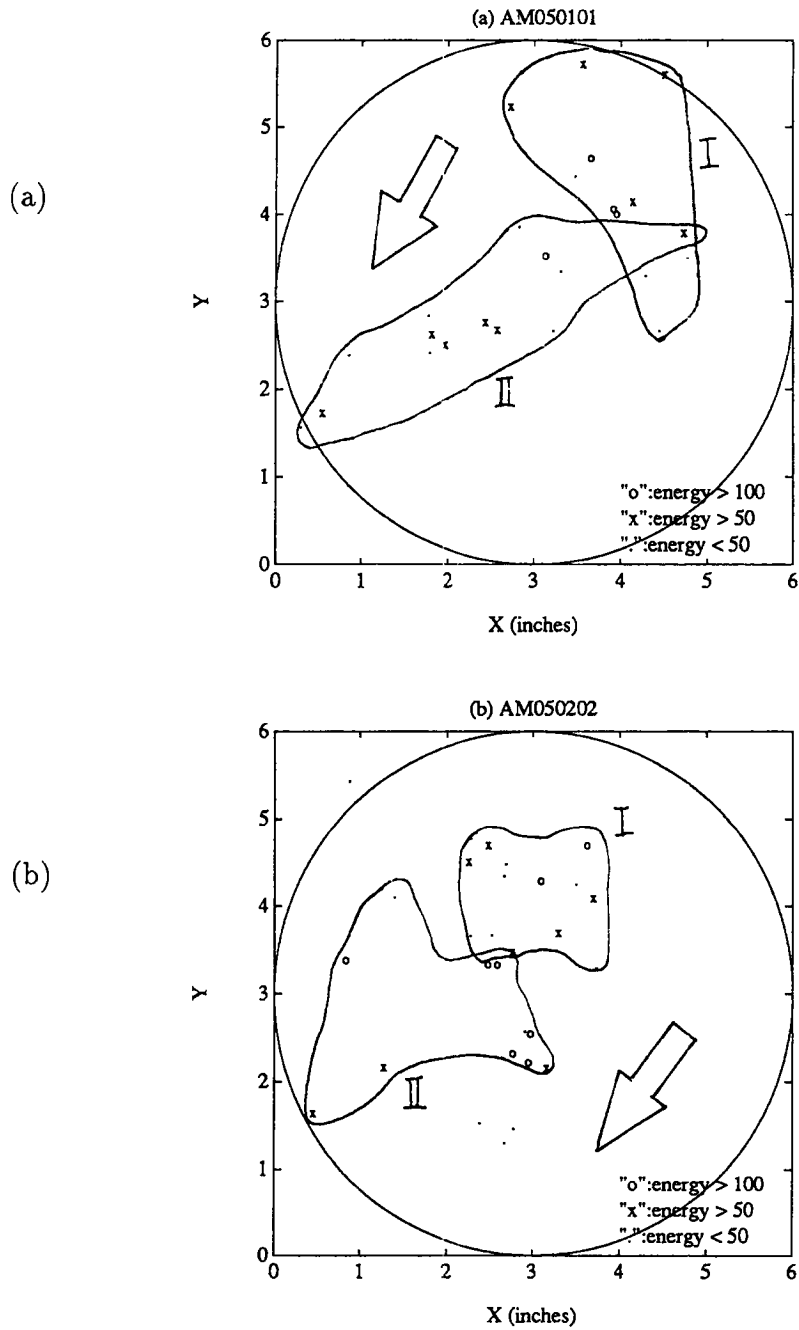 (a) AM050101
(a)
I
II
Y
6
5
4
3
2
1
0
"o":energy > 100
"x":energy > 50
".":energy < 50
0 1 2 3 4 5 6
X (inches)
(b) AM050202
(b)
I
II
Y
6
5
4
3
2
1
0
"o":energy > 100
"x":energy > 50
".":energy < 50
0 1 2 3 4 5 6
X (inches)